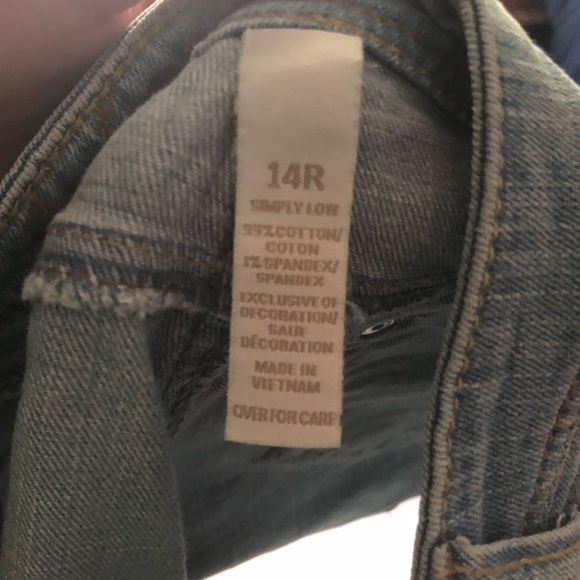 14R
SIMPLY LOW
99% COTTON/
COTON
1% SPANDEX/
SPANDEX
EXCLUSIVE OF
DECORATION/
SAUF
DÉCORATION
MADE IN
VIETNAM
OVER FOR CARE